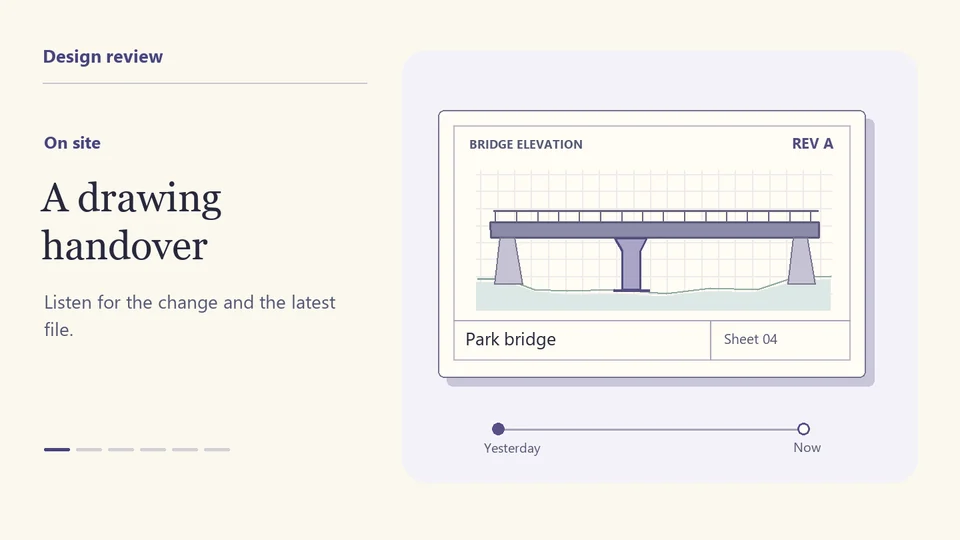 Design review
On site
A drawing
handover
Listen for the change and the latest
file.
BRIDGE ELEVATION
REV A
Park bridge
Sheet 04
Yesterday
Now